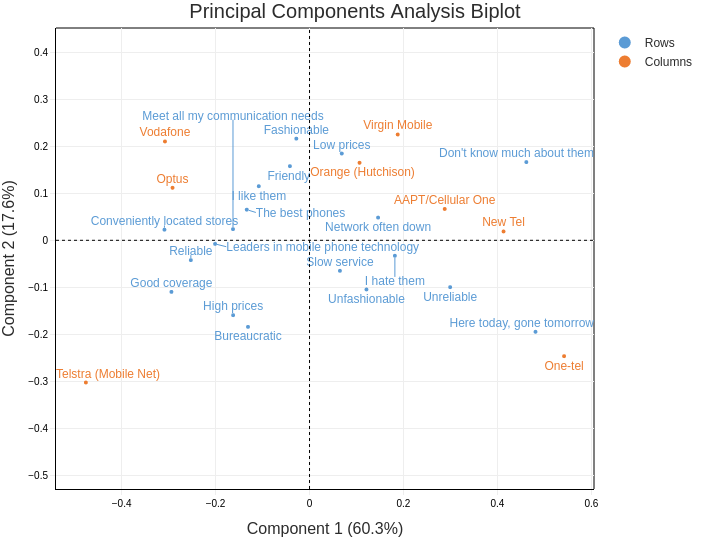 Principal Components Analysis Biplot
Rows
Columns
Component 2 (17.6%)
0.4
0.3
0.2
0.1
0
−0.1
−0.2
−0.3
−0.4
−0.5
Meet all my communication needs
Vodafone
Fashionable
Virgin Mobile
Low prices
Don't know much about them
Optus
Friendly
Orange (Hutchison)
I like them
AAPT/Cellular One
The best phones
Conveniently located stores
Network often down
New Tel
Reliable
Leaders in mobile phone technology
Slow service
Good coverage
I hate them
Unfashionable
Unreliable
High prices
Bureaucratic
Here today, gone tomorrow
Telstra (Mobile Net)
One-tel
−0.4
−0.2
0
0.2
0.4
0.6
Component 1 (60.3%)